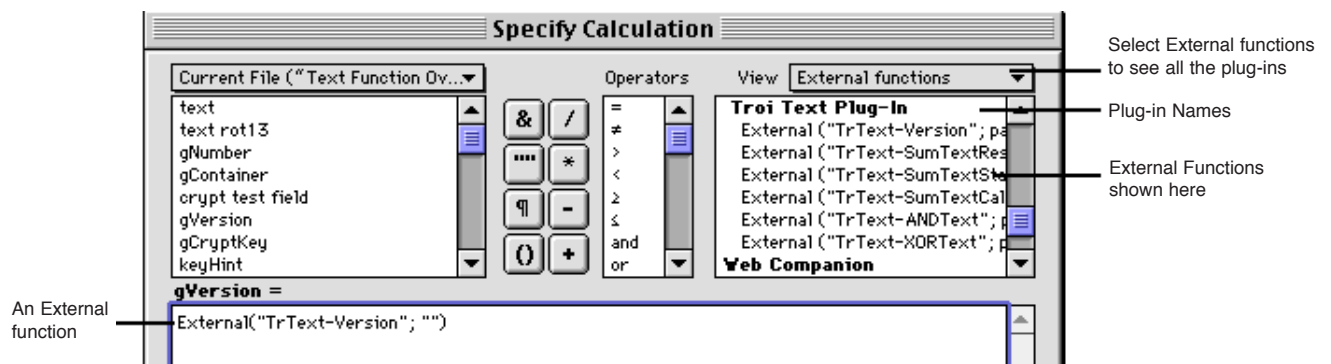 Specify Calculation
Current File ("Text Function Ov...
Operators
View
External functions
text
text rot13
gNumber
gContainer
crypt test field
gVersion
gCryptKey
keyHint
&
/
""
*
¶
-
()
+
=
≠
>
<
≥
≤
and
or
Troi Text Plug-In
External ("TrText-Version"; pa
External ("TrText-SumTextRes
External ("TrText-SumTextSta
External ("TrText-SumTextCal
External ("TrText-ANDText"; p
External ("TrText-XORText"; p
Web Companion
gVersion =
External("TrText-Version"; "")
Select External functions
to see all the plug-ins
Plug-in Names
External Functions
shown here
An External
function